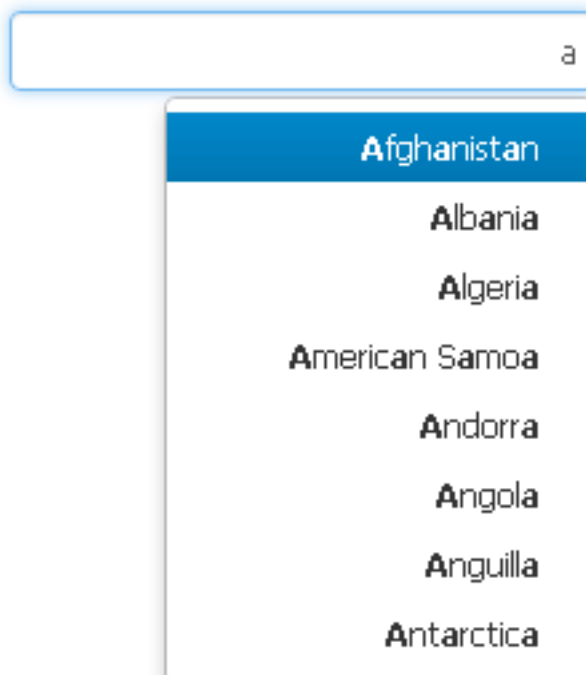 a
Afghanistan
Albania
Algeria
American Samoa
Andorra
Angola
Anguilla
Antarctica